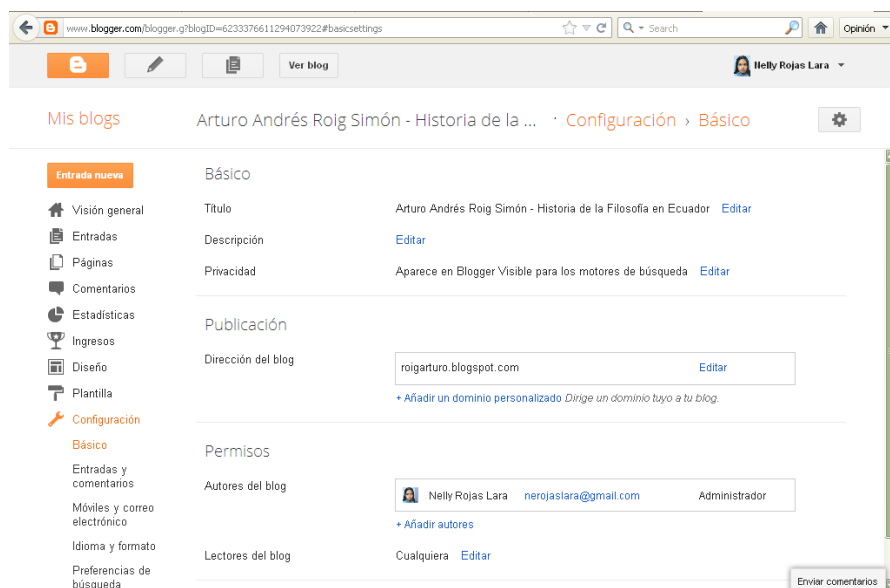 www.blogger.com/blogger.g?blogID=6233376611294073922#basicsettings
Search
Opinión
Ver blog
Nelly Rojas Lara
Mis blogs
Arturo Andrés Roig Simón - Historia de la ... · Configuración › Básico
Entrada nueva
Visión general
Entradas
Páginas
Comentarios
Estadísticas
Ingresos
Diseño
Plantilla
Configuración
Básico
Entradas y
comentarios
Móviles y correo
electrónico
Idioma y formato
Preferencias de
búsqueda
Básico
Título
Arturo Andrés Roig Simón - Historia de la Filosofía en Ecuador Editar
Descripción
Editar
Privacidad
Aparece en Blogger Visible para los motores de búsqueda Editar
Publicación
Dirección del blog
roigarturo.blogspot.com Editar
+ Añadir un dominio personalizado Dirige un dominio tuyo a tu blog.
Permisos
Autores del blog
Nelly Rojas Lara nerojaslara@gmail.com Administrador
+ Añadir autores
Lectores del blog
Cualquiera Editar
Enviar comentarios